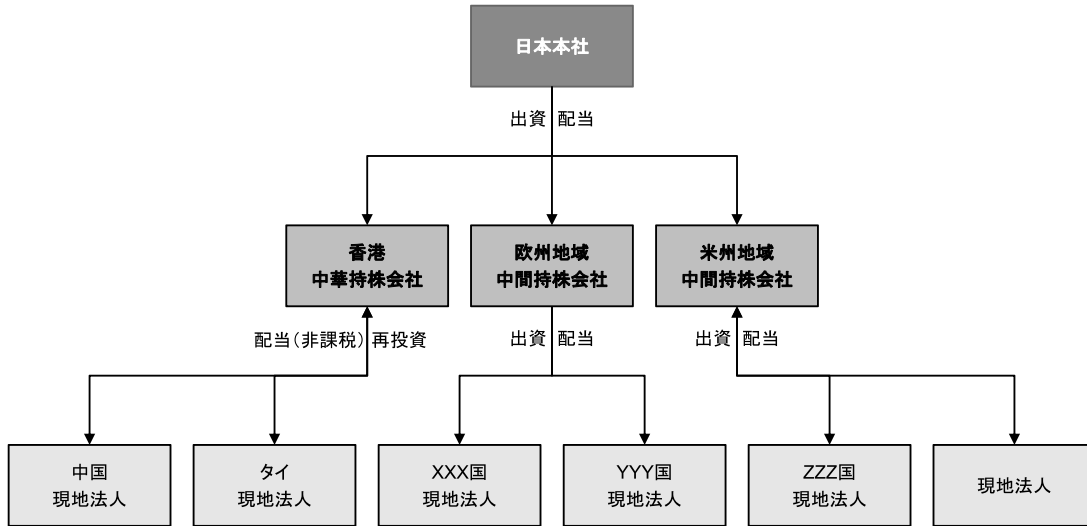 日本本社
出資 配当
香港
中華持株会社
欧州地域
中間持株会社
米州地域
中間持株会社
配当(非課税) 再投資
出資 配当
出資 配当
中国
現地法人
タイ
現地法人
XXX国
現地法人
YYY国
現地法人
ZZZ国
現地法人
現地法人